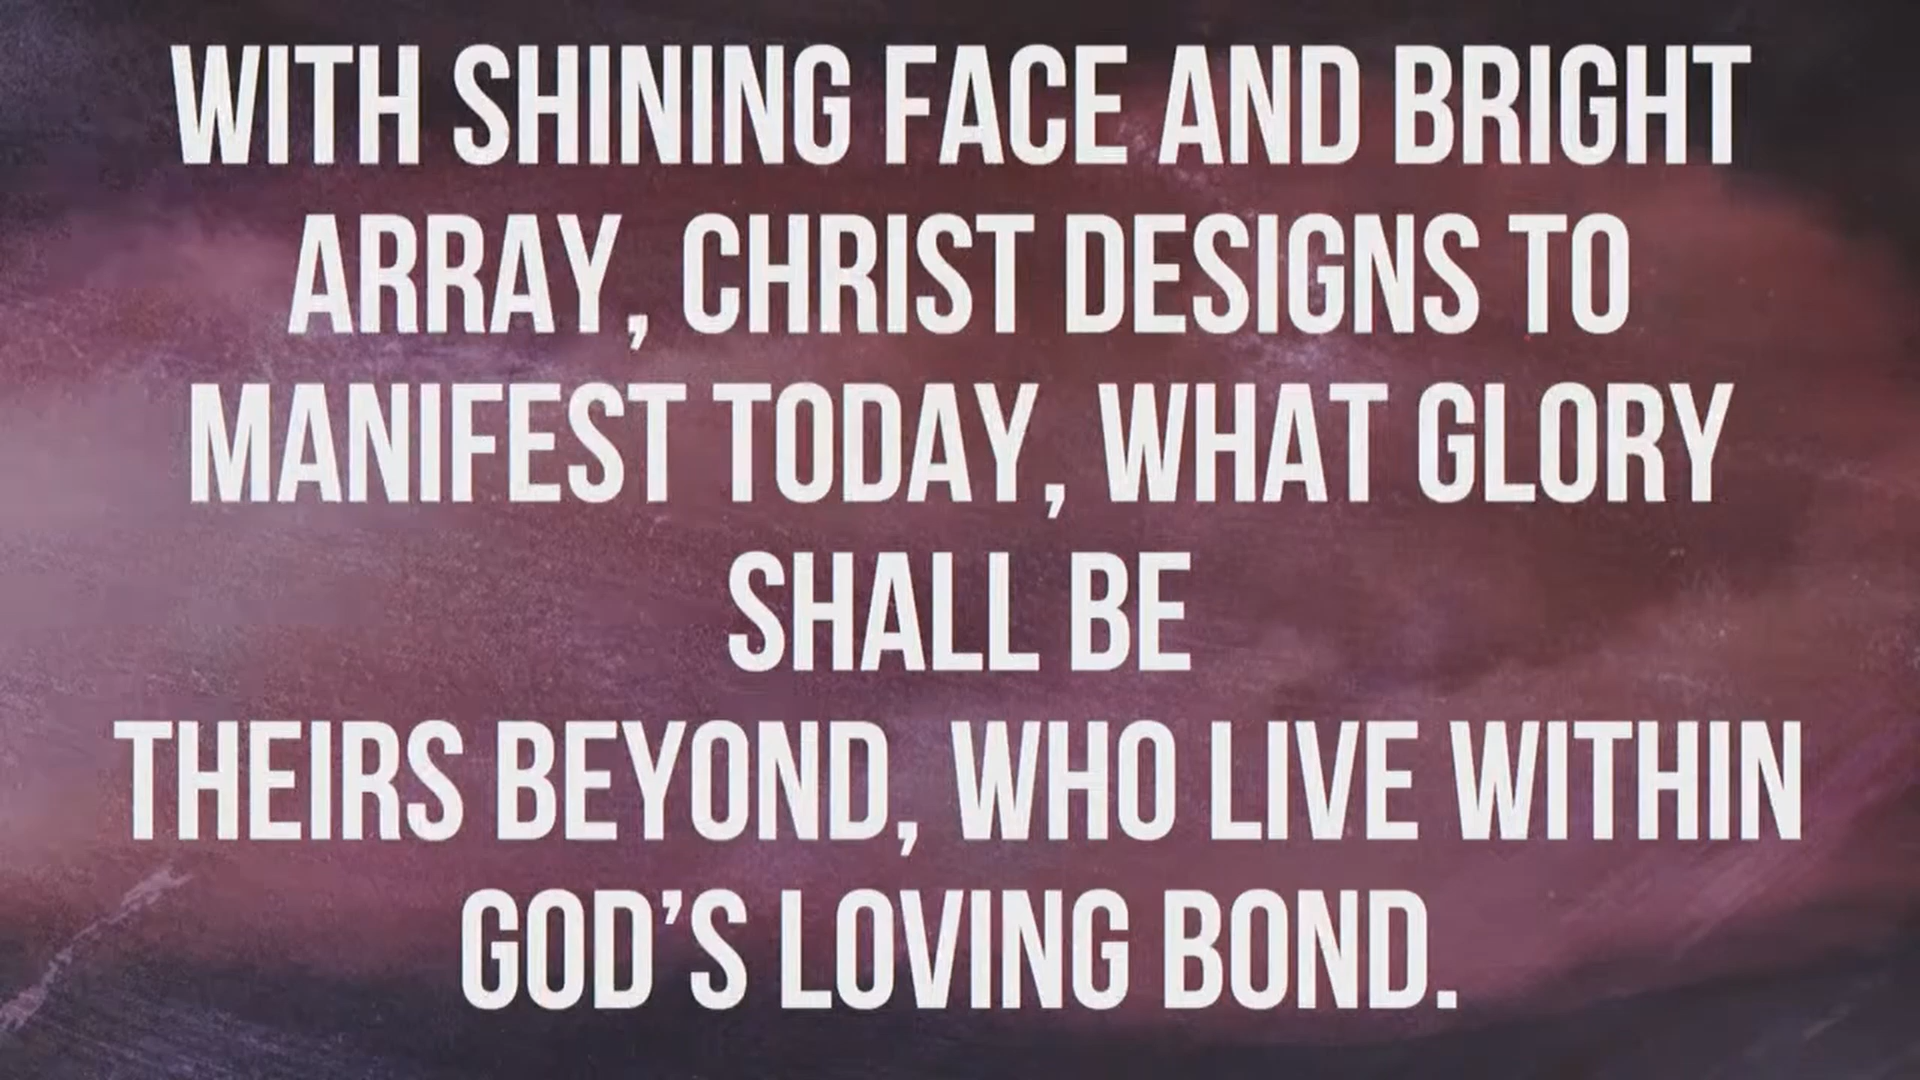 WITH SHINING FACE AND BRIGHT
ARRAY, CHRIST DESIGNS TO
MANIFEST TODAY, WHAT GLORY
SHALL BE
THEIRS BEYOND, WHO LIVE WITHIN
GOD’S LOVING BOND.